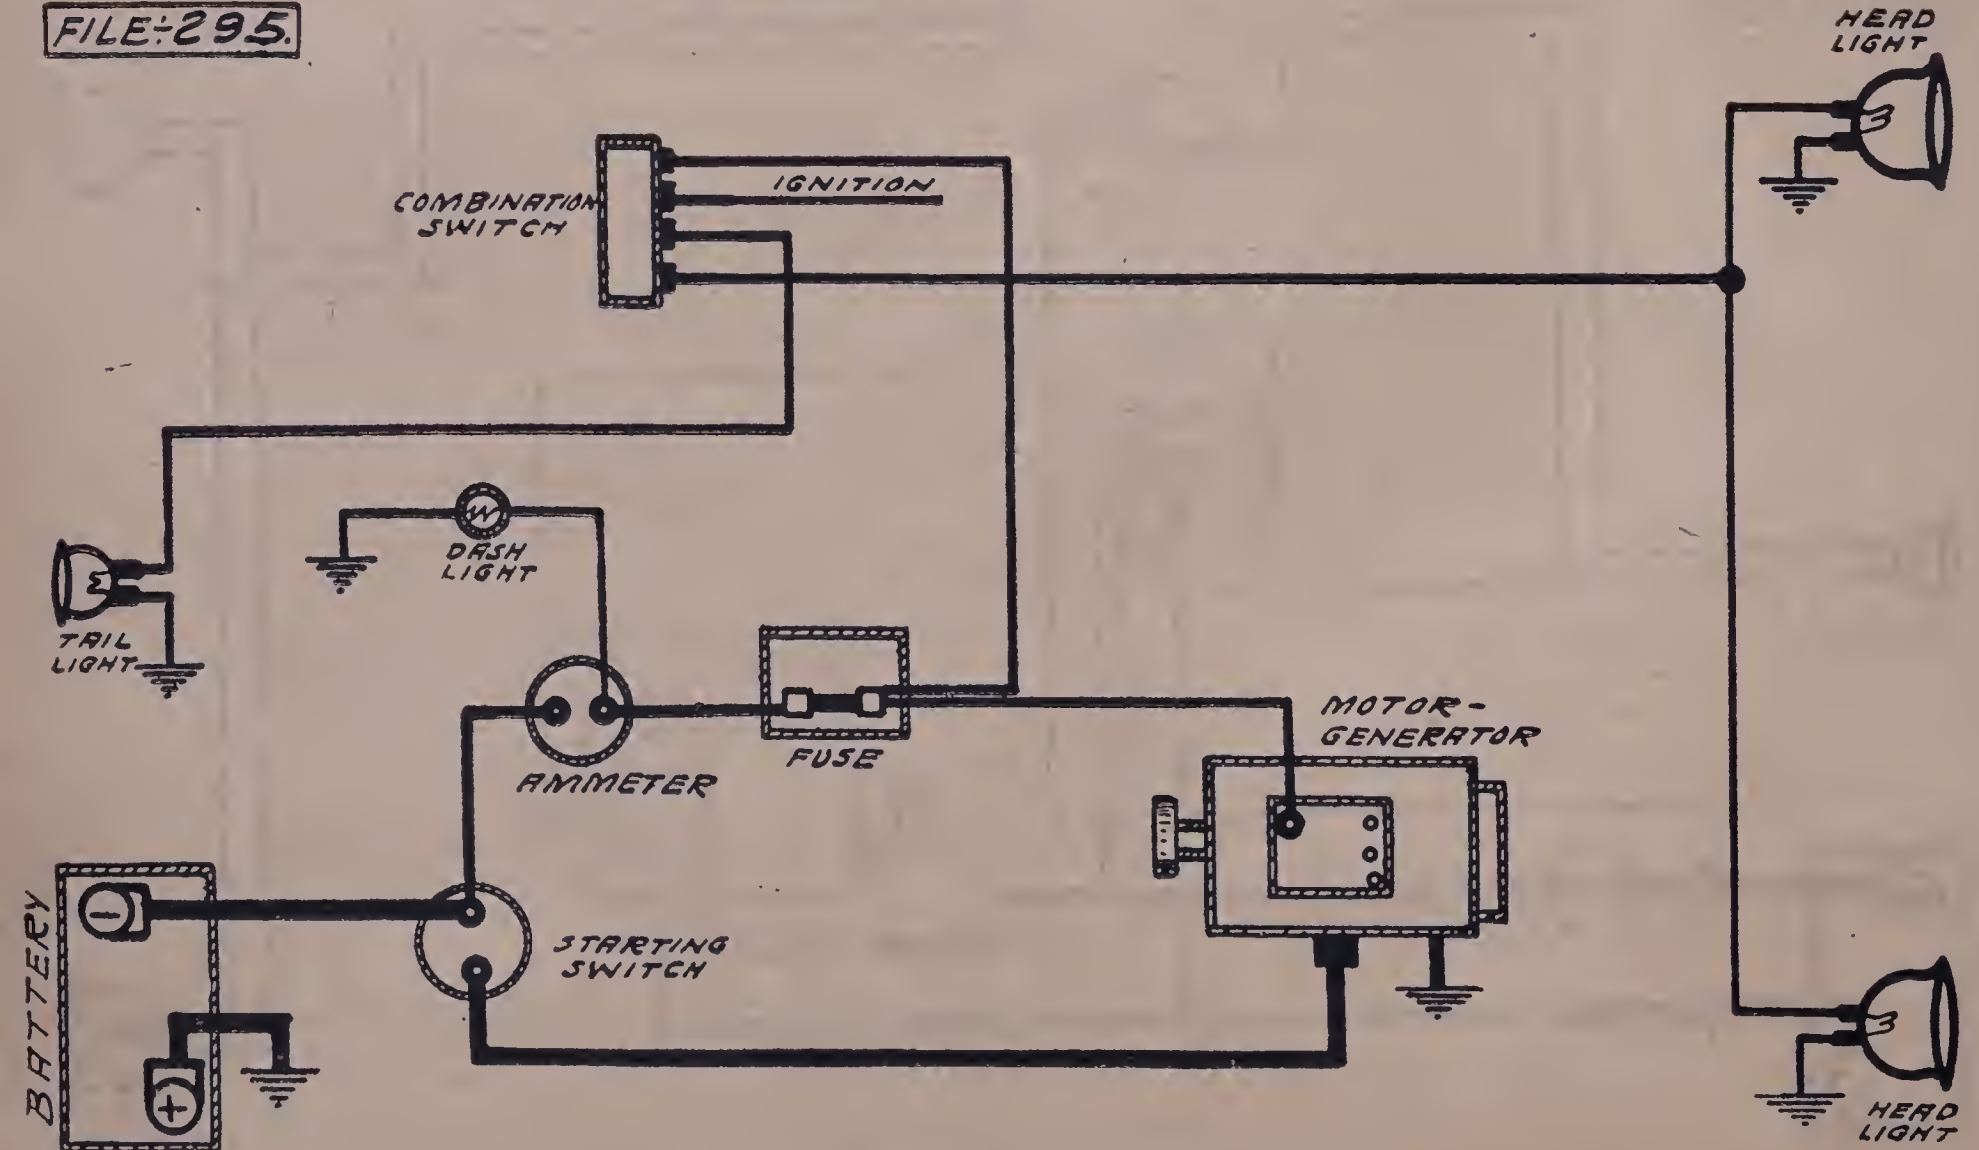 FILE÷295.
HEAD
LIGHT
COMBINATION
SWITCH
IGNITION
DASH
LIGHT
TAIL
LIGHT
AMMETER
FUSE
MOTOR-
GENERATOR
BATTERY
−
+
STARTING
SWITCH
HEAD
LIGHT